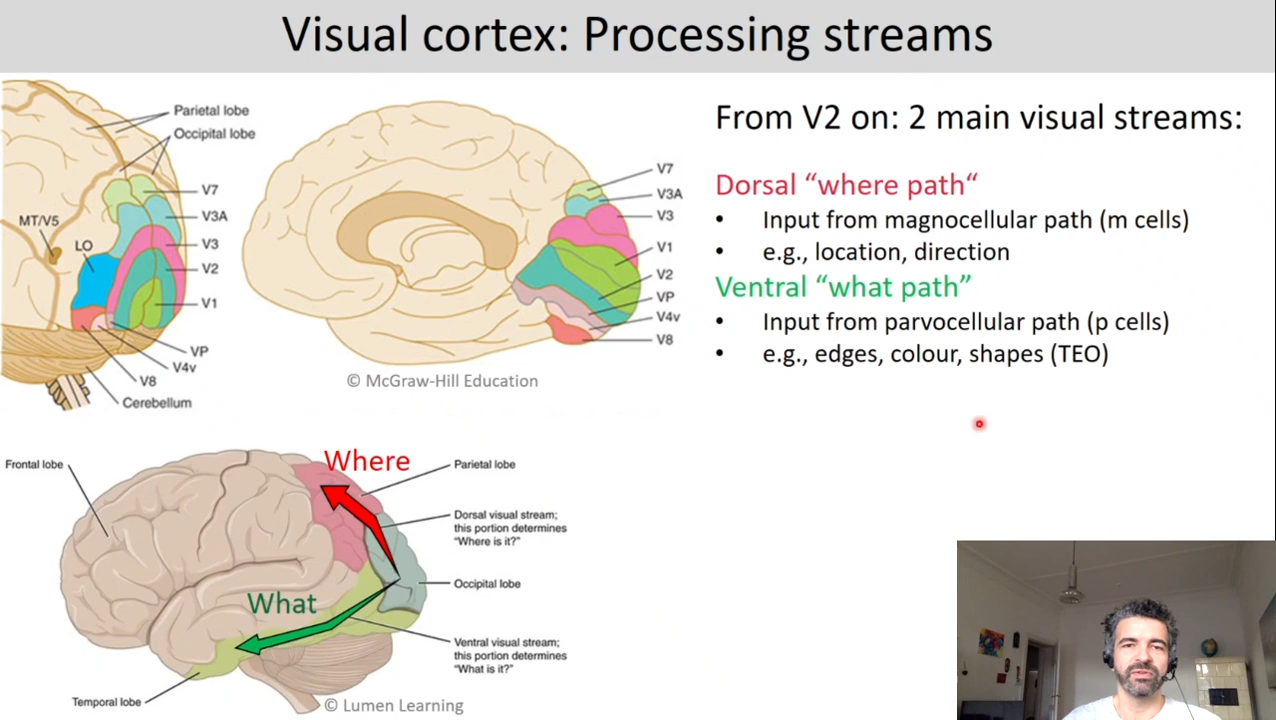 Visual cortex: Processing streams
Parietal lobe
Occipital lobe
V7
MT/V5
V3A
LO
V3
V2
V1
VP
V4v
V8
Cerebellum
V7
V3A
V3
V1
V2
VP
V4v
V8
© McGraw-Hill Education
From V2 on: 2 main visual streams:
Dorsal “where path“
• Input from magnocellular path (m cells)
• e.g., location, direction
Ventral “what path”
• Input from parvocellular path (p cells)
• e.g., edges, colour, shapes (TEO)
Frontal lobe
Where
Parietal lobe
Dorsal visual stream;
this portion determines
“Where is it?”
Occipital lobe
What
Ventral visual stream;
this portion determines
“What is it?”
Temporal lobe
© Lumen Learning